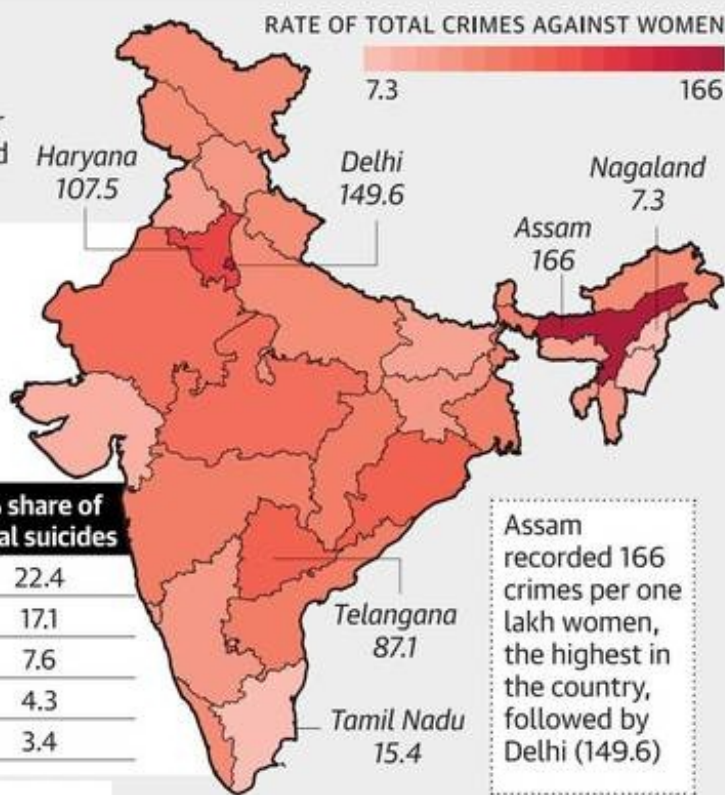 RATE OF TOTAL CRIMES AGAINST WOMEN
7.3
166
Haryana
107.5
Delhi
149.6
Nagaland
7.3
Assam
166
share of
suicides
22.4
17.1
7.6
4.3
3.4
Telangana
87.1
Tamil Nadu
15.4
Assam
recorded 166
crimes per one
lakh women,
the highest in
the country,
followed by
Delhi (149.6)